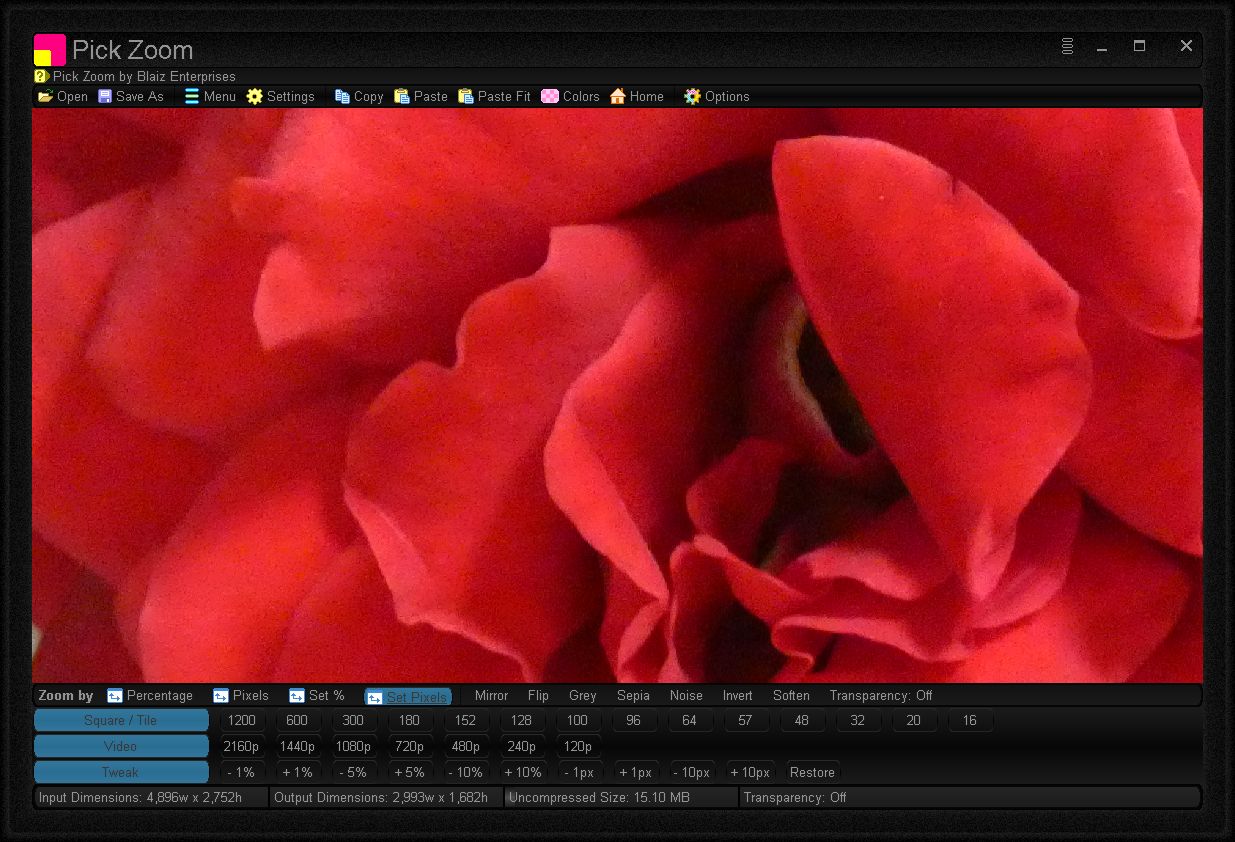 Pick Zoom
Pick Zoom by Blaiz Enterprises
Open Save As Menu Settings Copy Paste Paste Fit Colors Home Options
Zoom by Percentage Pixels Set % Set Pixels Mirror Flip Grey Sepia Noise Invert Soften Transparency: Off
Square / Tile 1200 600 300 180 152 128 100 96 64 57 48 32 20 16
Video 2160p 1440p 1080p 720p 480p 240p 120p
Tweak - 1% + 1% - 5% + 5% - 10% + 10% - 1px + 1px - 10px + 10px Restore
Input Dimensions: 4,896w x 2,752h Output Dimensions: 2,993w x 1,682h Uncompressed Size: 15.10 MB Transparency: Off